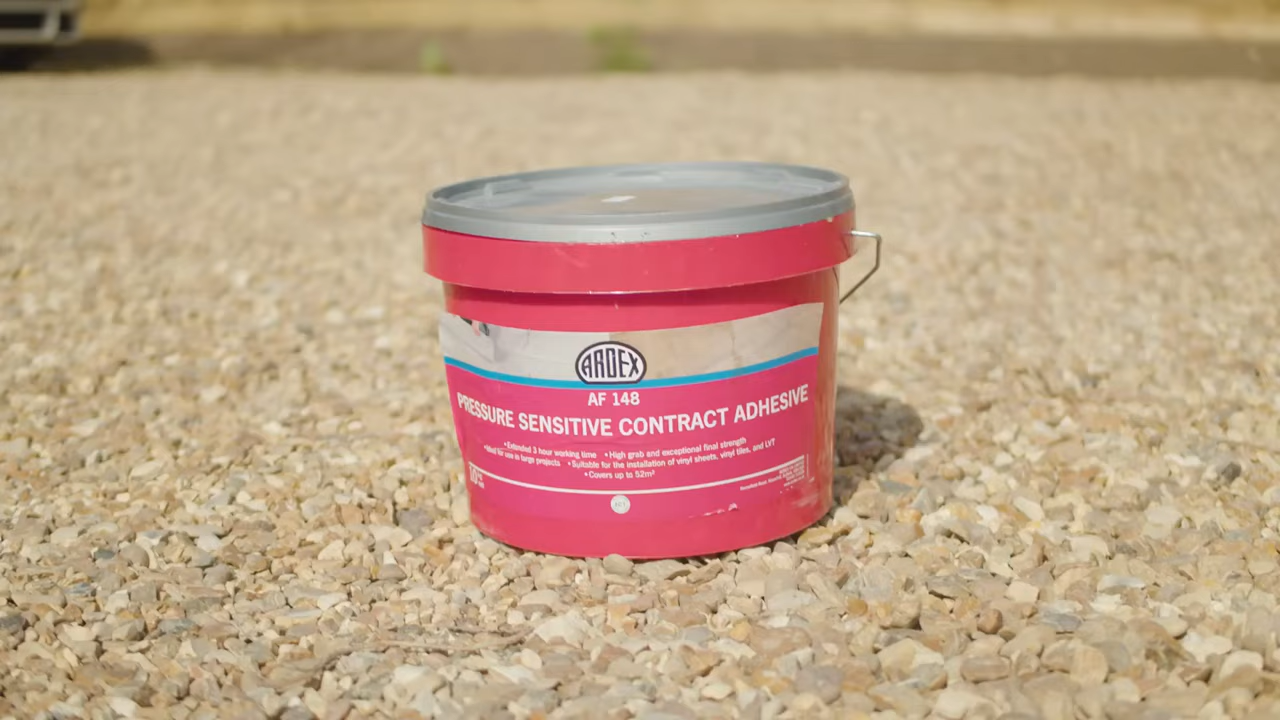 ARDEX
AF 148
PRESSURE SENSITIVE CONTRACT ADHESIVE
•Extended 3 hour working time •High grab and exceptional final strength
•Ideal for use in large projects •Suitable for the installation of vinyl sheets, vinyl tiles, and LVT
•Covers up to 52m²